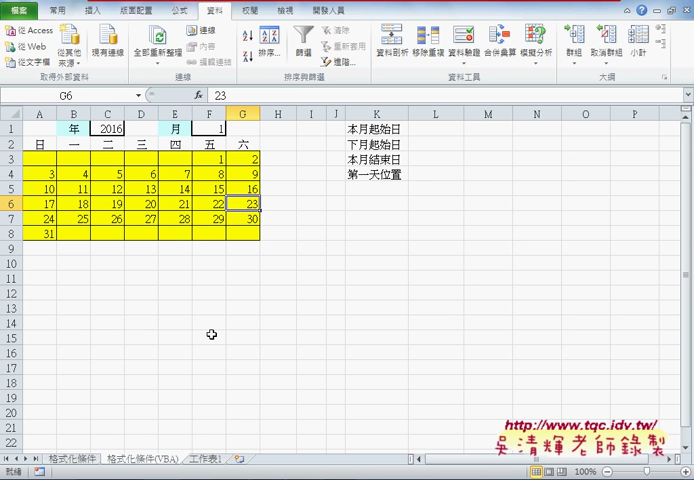 檔案 常用 插入 版面配置 公式 資料 校閱 檢視 開發人員
從 Access
從 Web
從文字檔
從其他來源
現有連線
取得外部資料
全部重新整理
連線
內容
編輯連結
連線
排序...
篩選
清除
重新套用
進階...
排序與篩選
資料剖析
移除重複
資料驗證
合併彙算
模擬分析
資料工具
群組
取消群組
小計
大綱
G6 fx 23
A B C D E F G H I J K L M N O P
1 年 2016 月 1 本月起始日
2 日 一 二 三 四 五 六 下月起始日
3 1 2 本月結束日
4 3 4 5 6 7 8 9 第一天位置
5 10 11 12 13 14 15 16
6 17 18 19 20 21 22 23
7 24 25 26 27 28 29 30
8 31
9
10
11
12
13
14
15
16
17
18
19
20
21
22
http://www.tqc.idv.tw/
吳清輝老師錄製
格式化條件 格式化條件(VBA) 工作表1
就緒 100%